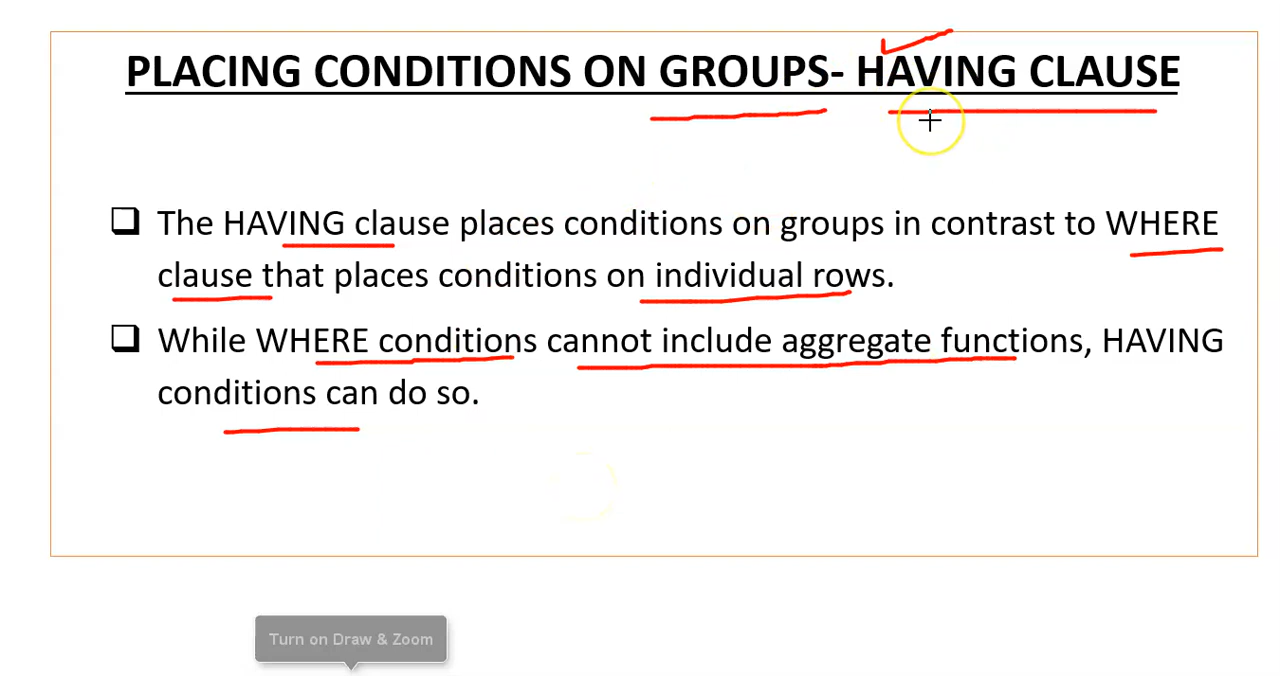 PLACING CONDITIONS ON GROUPS- HAVING CLAUSE
The HAVING clause places conditions on groups in contrast to WHERE
clause that places conditions on individual rows.
While WHERE conditions cannot include aggregate functions, HAVING
conditions can do so.
Turn on Draw & Zoom